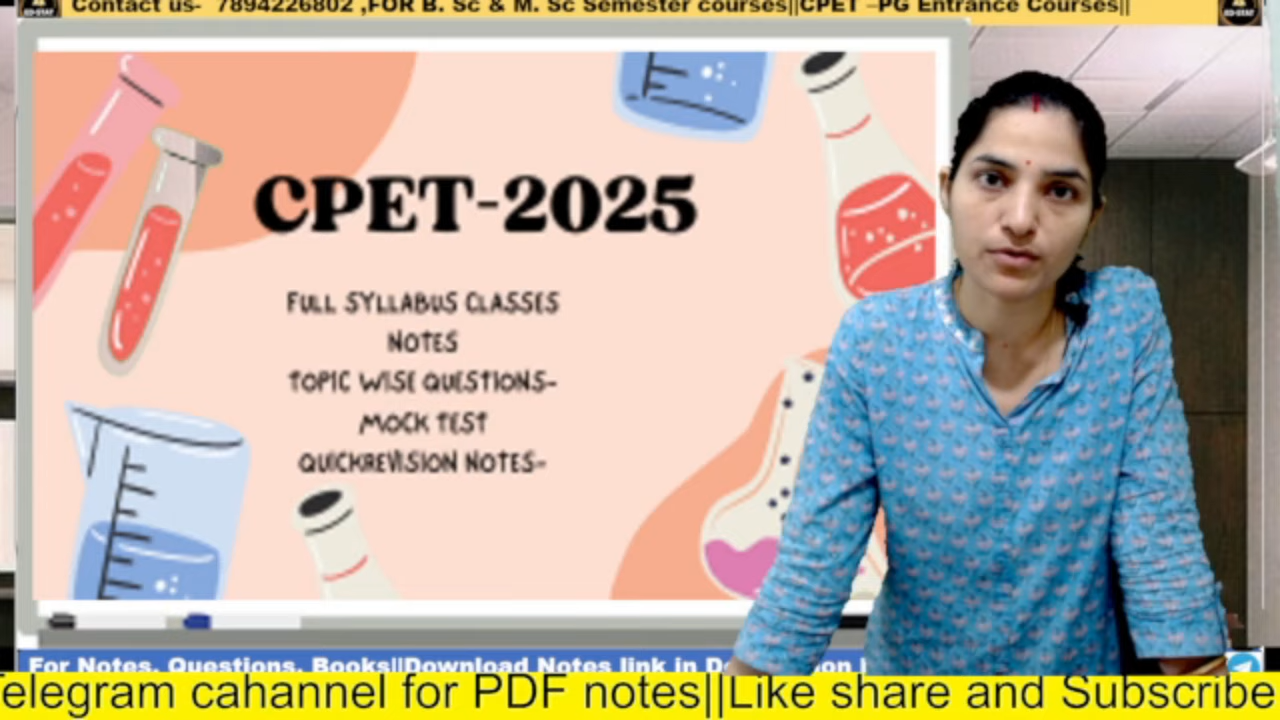 Contact us- 7894226802 ,FOR B. Sc & M. Sc Semester courses||CPET –PG Entrance Courses||
CPET-2025
FULL SYLLABUS CLASSES
NOTES
TOPIC WISE QUESTIONS-
MOCK TEST
QUICKREVISION NOTES-
For Notes, Questions, Books||Download Notes link in
elegram cahannel for PDF notes||Like share and Subscribe